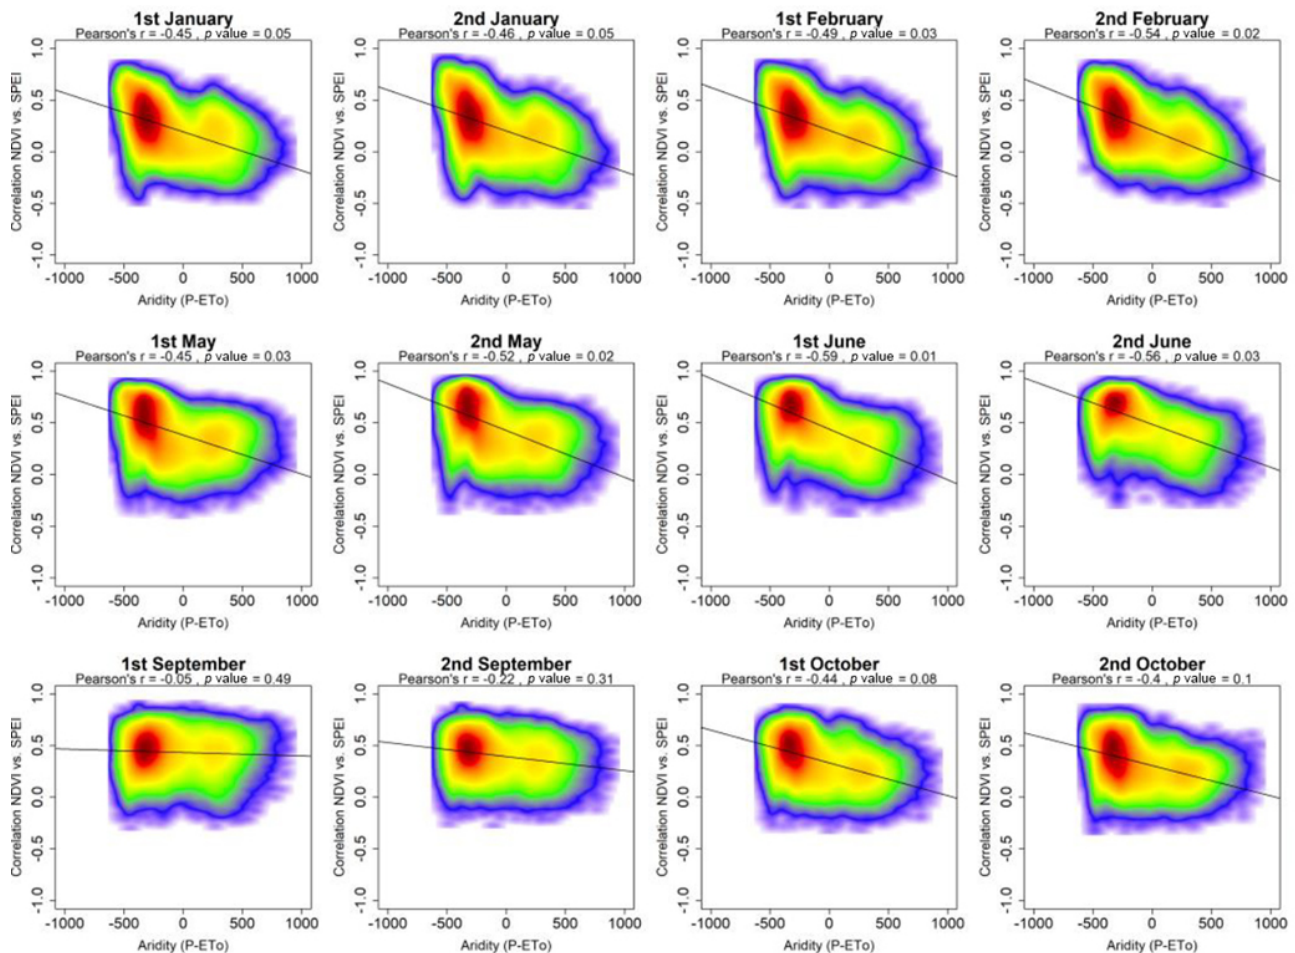 1st January
Pearson's r = -0.45 , p value = 0.05
Correlation NDVI vs. SPEI
1.0
0.5
0.0
-0.5
-1.0
-1000 -500 0 500 1000
Aridity (P-ETo)
2nd January
Pearson's r = -0.46 , p value = 0.05
Correlation NDVI vs. SPEI
1.0
0.5
0.0
-0.5
-1.0
-1000 -500 0 500 1000
Aridity (P-ETo)
1st February
Pearson's r = -0.49 , p value = 0.03
Correlation NDVI vs. SPEI
1.0
0.5
0.0
-0.5
-1.0
-1000 -500 0 500 1000
Aridity (P-ETo)
2nd February
Pearson's r = -0.54 , p value = 0.02
Correlation NDVI vs. SPEI
1.0
0.5
0.0
-0.5
-1.0
-1000 -500 0 500 1000
Aridity (P-ETo)
1st May
Pearson's r = -0.45 , p value = 0.03
Correlation NDVI vs. SPEI
1.0
0.5
0.0
-0.5
-1.0
-1000 -500 0 500 1000
Aridity (P-ETo)
2nd May
Pearson's r = -0.52 , p value = 0.02
Correlation NDVI vs. SPEI
1.0
0.5
0.0
-0.5
-1.0
-1000 -500 0 500 1000
Aridity (P-ETo)
1st June
Pearson's r = -0.59 , p value = 0.01
Correlation NDVI vs. SPEI
1.0
0.5
0.0
-0.5
-1.0
-1000 -500 0 500 1000
Aridity (P-ETo)
2nd June
Pearson's r = -0.56 , p value = 0.03
Correlation NDVI vs. SPEI
1.0
0.5
0.0
-0.5
-1.0
-1000 -500 0 500 1000
Aridity (P-ETo)
1st September
Pearson's r = -0.05 , p value = 0.49
Correlation NDVI vs. SPEI
1.0
0.5
0.0
-0.5
-1.0
-1000 -500 0 500 1000
Aridity (P-ETo)
2nd September
Pearson's r = -0.22 , p value = 0.31
Correlation NDVI vs. SPEI
1.0
0.5
0.0
-0.5
-1.0
-1000 -500 0 500 1000
Aridity (P-ETo)
1st October
Pearson's r = -0.44 , p value = 0.08
Correlation NDVI vs. SPEI
1.0
0.5
0.0
-0.5
-1.0
-1000 -500 0 500 1000
Aridity (P-ETo)
2nd October
Pearson's r = -0.4 , p value = 0.1
Correlation NDVI vs. SPEI
1.0
0.5
0.0
-0.5
-1.0
-1000 -500 0 500 1000
Aridity (P-ETo)